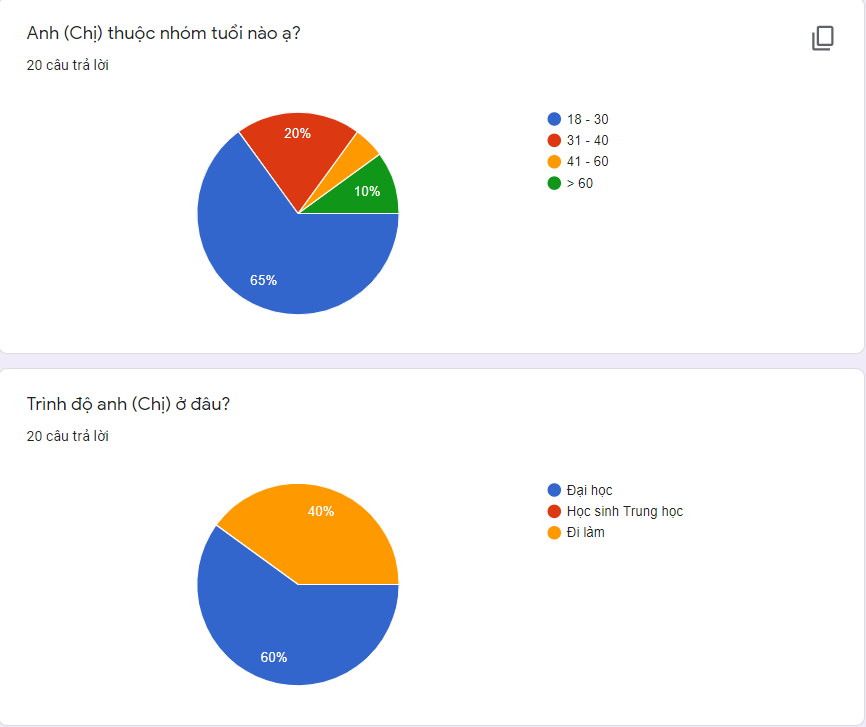 Anh (Chị) thuộc nhóm tuổi nào ạ?
20 câu trả lời
20%
10%
65%
18 - 30
31 - 40
41 - 60
> 60
Trình độ anh (Chị) ở đâu?
20 câu trả lời
40%
60%
Đại học
Học sinh Trung học
Đi làm